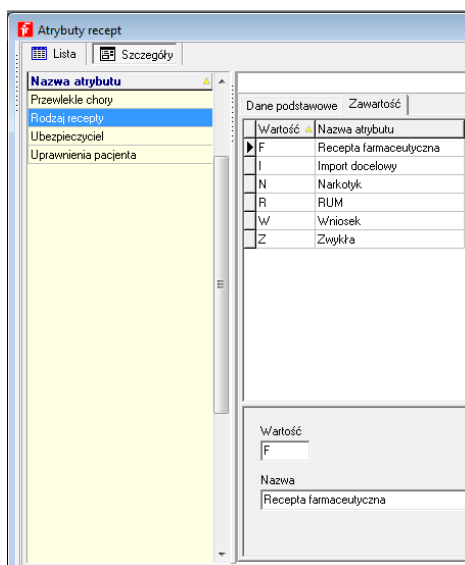 Atrybuty recept
Lista Szczegóły
Nazwa atrybutu
Przewlekle chory
Rodzaj recepty
Ubezpieczyciel
Uprawnienia pacjenta
Dane podstawowe Zawartość
Wartość Nazwa atrybutu
F Recepta farmaceutyczna
I Import docelowy
N Narkotyk
R RUM
W Wniosek
Z Zwykła
Wartość
F
Nazwa
Recepta farmaceutyczna